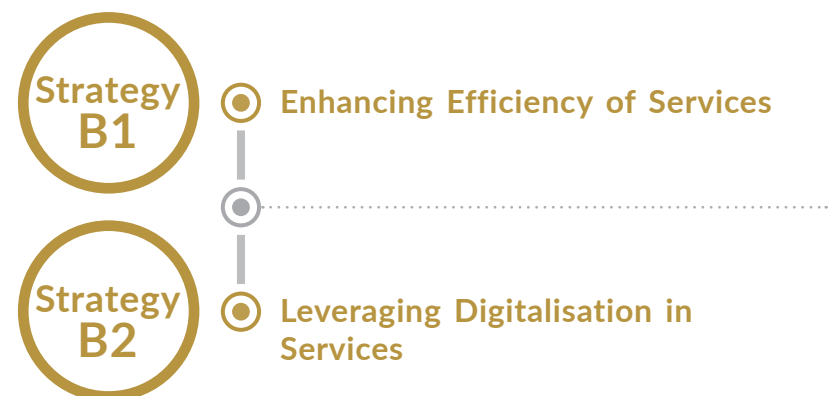 Strategy
B1
Enhancing Efficiency of Services
Strategy
B2
Leveraging Digitalisation in
Services